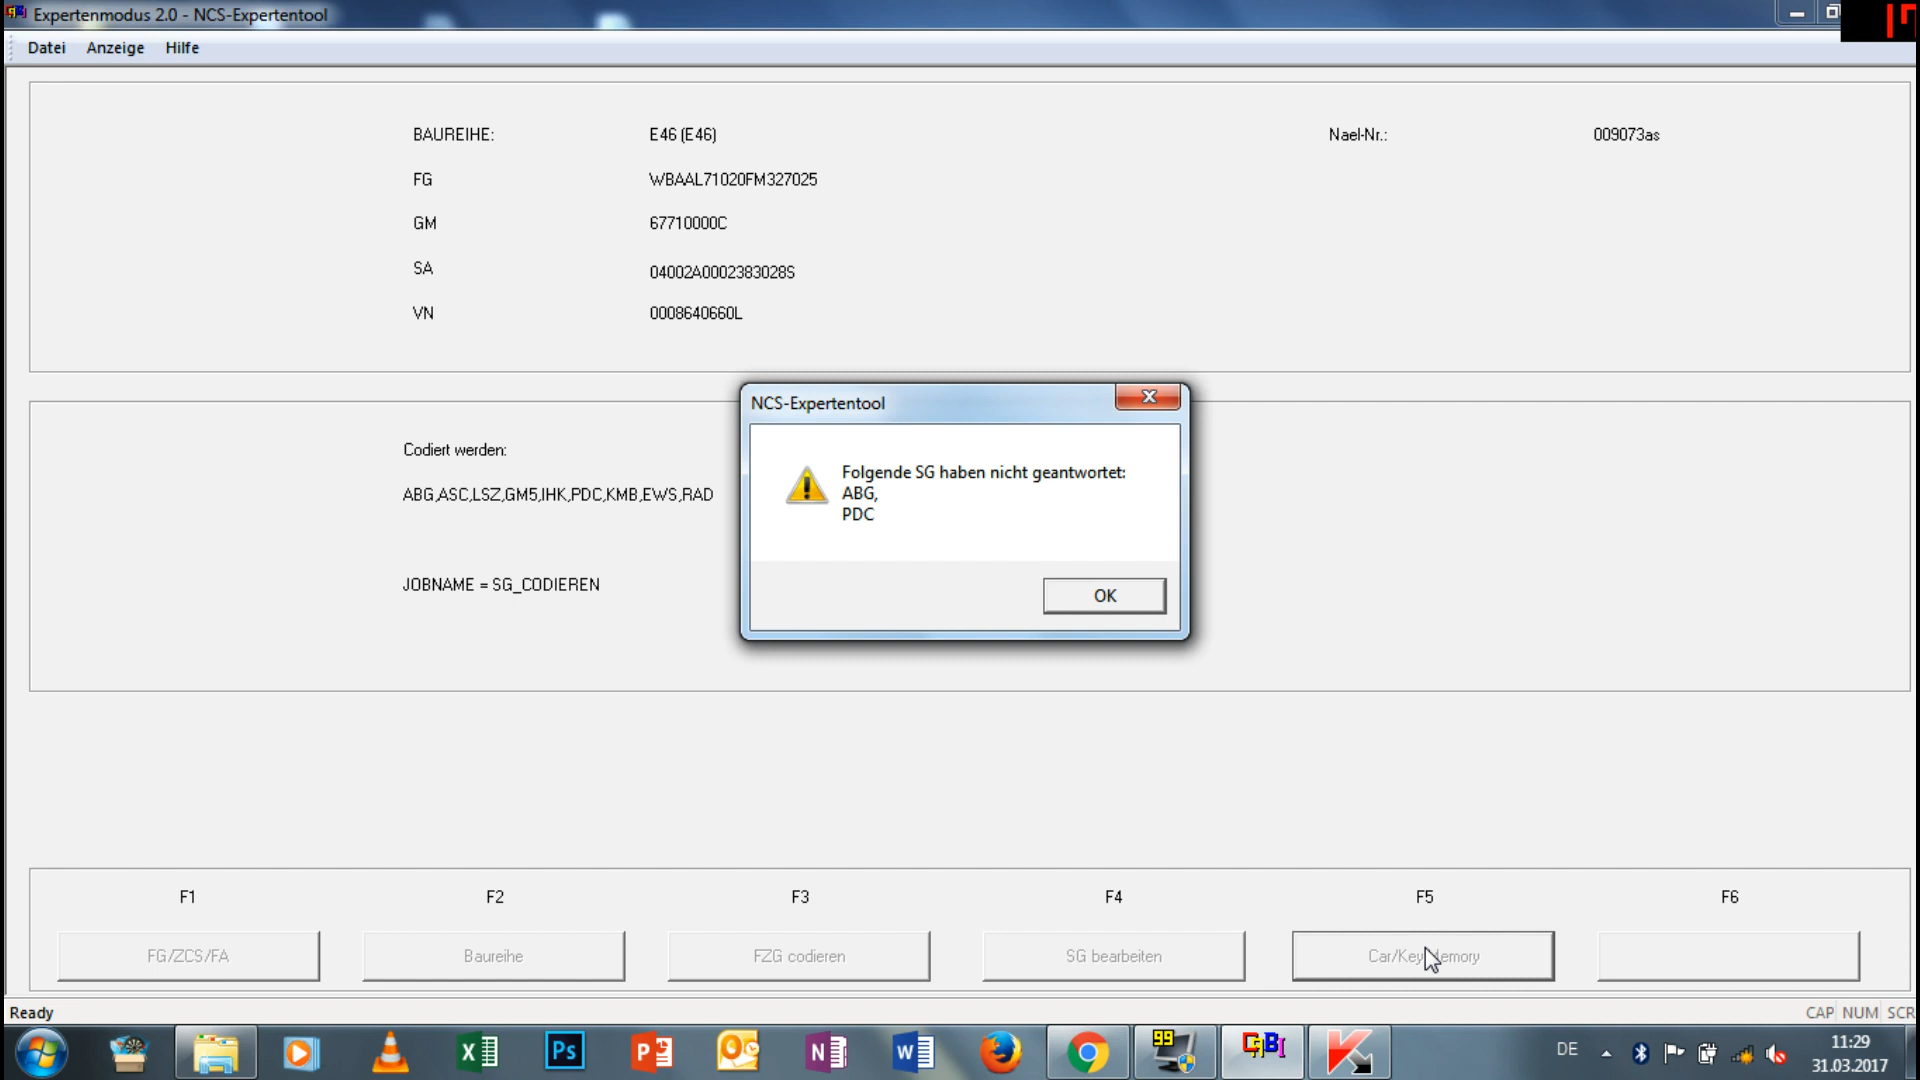 Expertenmodus 2.0 - NCS-Expertentool
Datei Anzeige Hilfe
BAUREIHE: E46 (E46) Nael-Nr.: 009073as
FG WBAAL71020FM327025
GM 67710000C
SA 04002A0002383028S
VN 0008640660L
Codiert werden:
ABG,ASC,LSZ,GM5,IHK,PDC,KMB,EWS,RAD
JOBNAME = SG_CODIEREN
NCS-Expertentool
Folgende SG haben nicht geantwortet:
ABG,
PDC
OK
F1 F2 F3 F4 F5 F6
FG/ZCS/FA Baureihe FZG codieren SG bearbeiten Car/Key Memory
Ready CAP NUM SCR
Ps
99
DE
11:29
31.03.2017